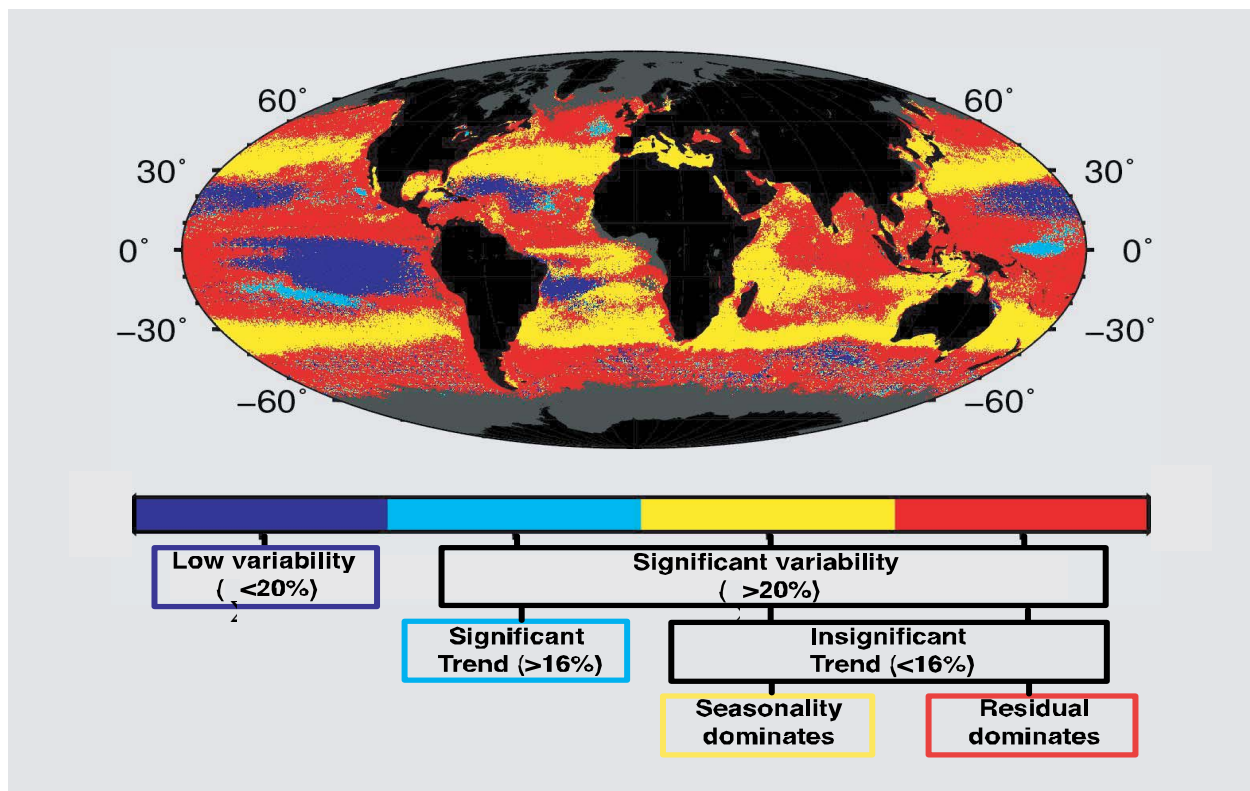 60° 60°
30° 30°
0° 0°
−30° −30°
−60° −60°
Low variability
( <20%)
Significant variability
( >20%)
Significant
Trend (>16%)
Insignificant
Trend (<16%)
Seasonality
dominates
Residual
dominates